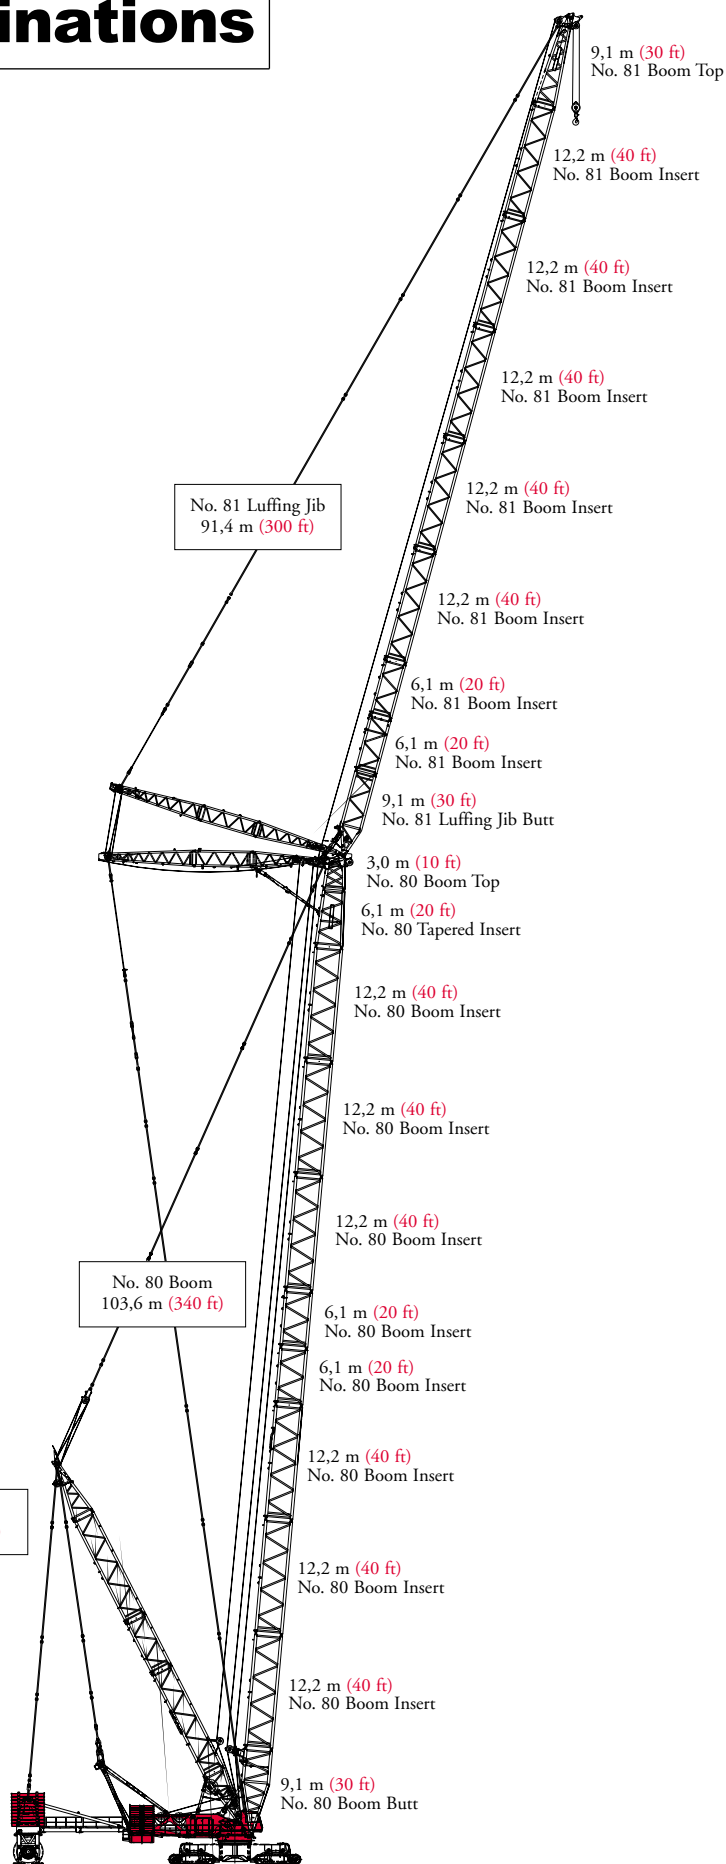 inations
9,1 m (30 ft)
No. 81 Boom Top
12,2 m (40 ft)
No. 81 Boom Insert
12,2 m (40 ft)
No. 81 Boom Insert
12,2 m (40 ft)
No. 81 Boom Insert
12,2 m (40 ft)
No. 81 Boom Insert
No. 81 Luffing Jib
91,4 m (300 ft)
12,2 m (40 ft)
No. 81 Boom Insert
6,1 m (20 ft)
No. 81 Boom Insert
6,1 m (20 ft)
No. 81 Boom Insert
9,1 m (30 ft)
No. 81 Luffing Jib Butt
3,0 m (10 ft)
No. 80 Boom Top
6,1 m (20 ft)
No. 80 Tapered Insert
12,2 m (40 ft)
No. 80 Boom Insert
12,2 m (40 ft)
No. 80 Boom Insert
12,2 m (40 ft)
No. 80 Boom Insert
No. 80 Boom
103,6 m (340 ft)
6,1 m (20 ft)
No. 80 Boom Insert
6,1 m (20 ft)
No. 80 Boom Insert
12,2 m (40 ft)
No. 80 Boom Insert
12,2 m (40 ft)
No. 80 Boom Insert
12,2 m (40 ft)
No. 80 Boom Insert
9,1 m (30 ft)
No. 80 Boom Butt